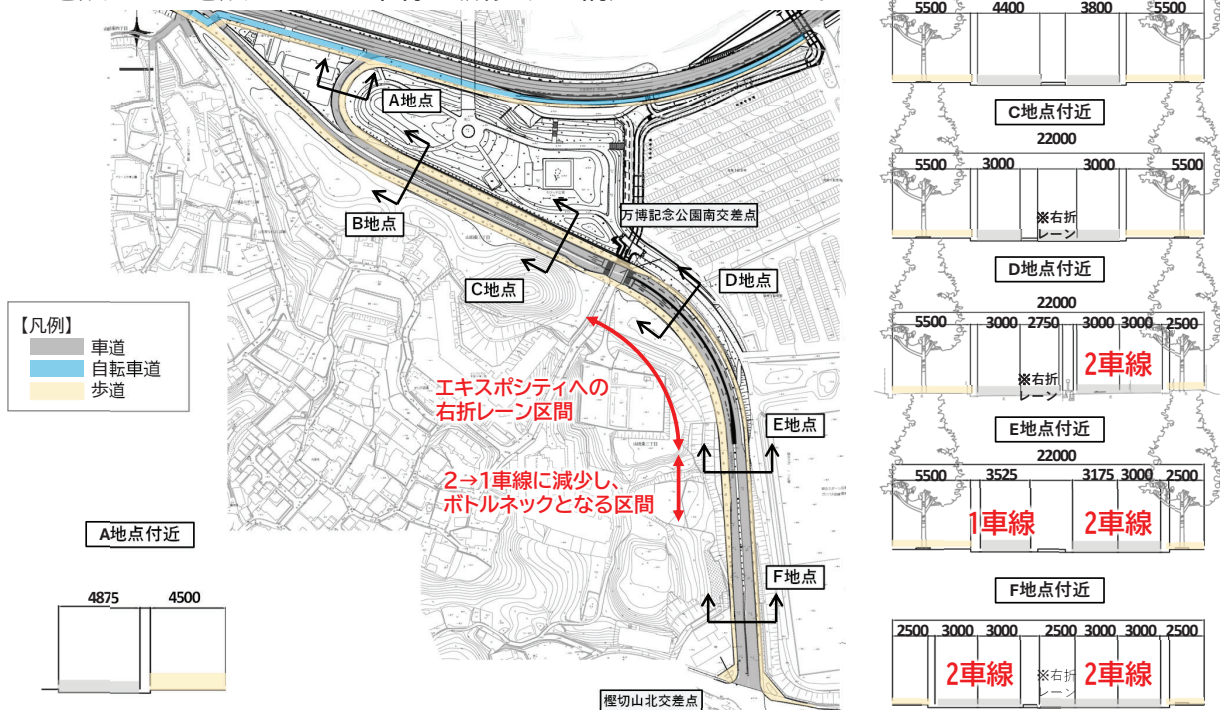 A地点
B地点
C地点
万博記念公園南交差点
D地点
【凡例】
車道
自転車道
歩道
エキスポシティへの
右折レーン区間
E地点
2→1車線に減少し、
ボトルネックとなる区間
F地点
樫切山北交差点
A地点付近
4875 4500
5500 4400 3800 5500
C地点付近
22000
5500 3000 3000 5500
※右折
レーン
D地点付近
22000
5500 3000 2750 3000 3000 2500
※右折
レーン
2車線
E地点付近
22000
5500 3525 3175 3000 2500
1車線 2車線
F地点付近
2500 3000 3000 2500 3000 3000 2500
2車線 ※右折
レーン
2車線